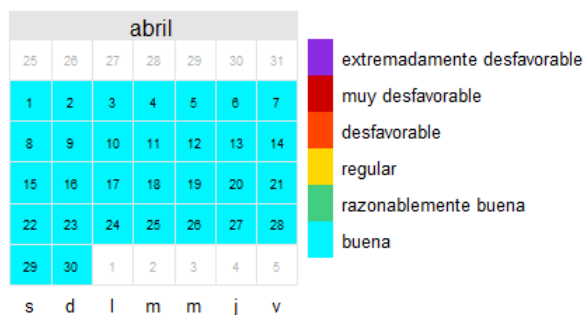 abril
25 26 27 28 29 30 31
1 2 3 4 5 6 7
8 9 10 11 12 13 14
15 16 17 18 19 20 21
22 23 24 25 26 27 28
29 30 1 2 3 4 5
s d l m m j v
extremadamente desfavorable
muy desfavorable
desfavorable
regular
razonablemente buena
buena